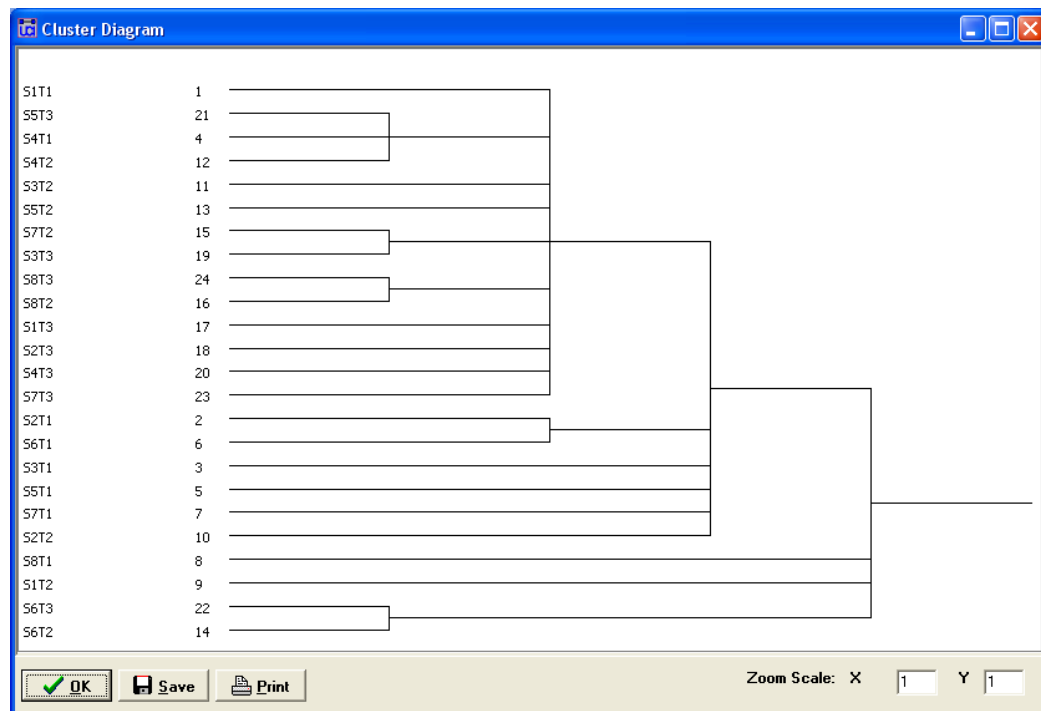 Cluster Diagram
S1T1 1
S5T3 21
S4T1 4
S4T2 12
S3T2 11
S5T2 13
S7T2 15
S3T3 19
S8T3 24
S8T2 16
S1T3 17
S2T3 18
S4T3 20
S7T3 23
S2T1 2
S6T1 6
S3T1 3
S5T1 5
S7T1 7
S2T2 10
S8T1 8
S1T2 9
S6T3 22
S6T2 14
OK Save Print Zoom Scale: X 1 Y 1